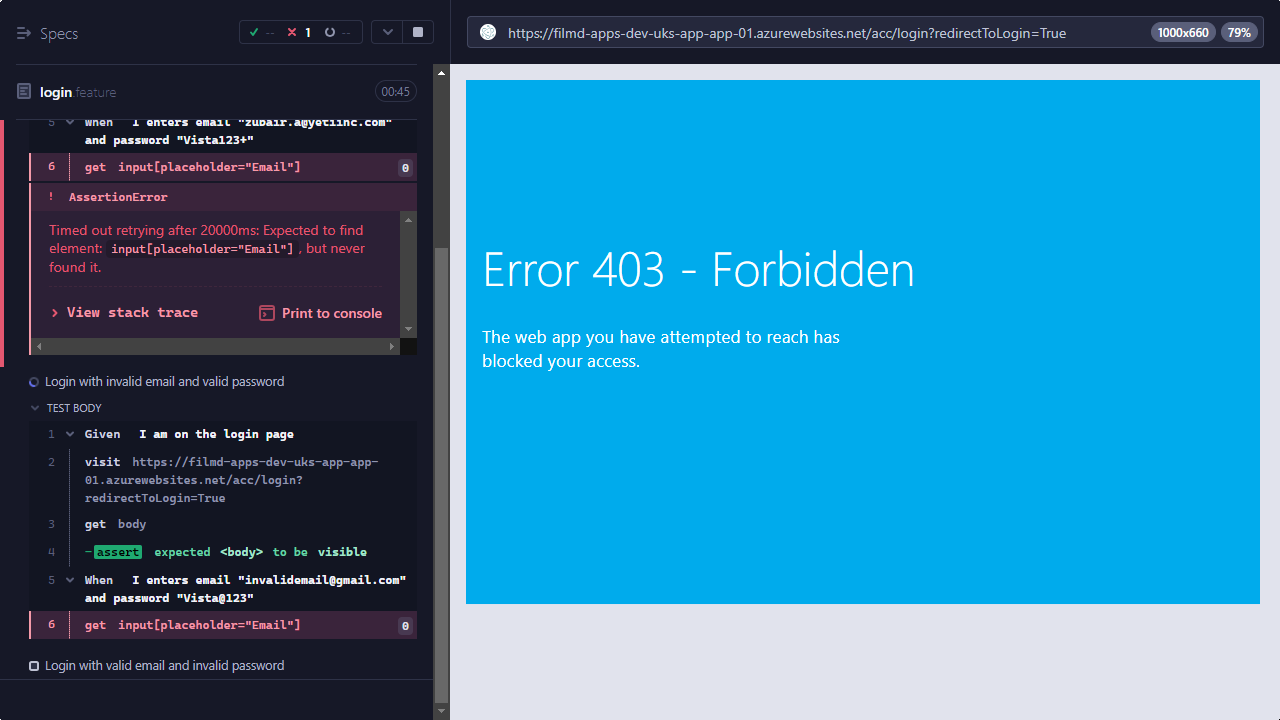 Specs
-- 1 --
https://filmd-apps-dev-uks-app-app-01.azurewebsites.net/acc/login?redirectToLogin=True
1000x660 79%
login.feature
00:45
5 When I enters email "zubair.a@yetiinc.com"
and password "Vista123+"
6 get input[placeholder="Email"] 0
! AssertionError
Timed out retrying after 20000ms: Expected to find
element: input[placeholder="Email"], but never
found it.
> View stack trace
Print to console
Login with invalid email and valid password
TEST BODY
1 Given I am on the login page
2 visit https://filmd-apps-dev-uks-app-app-
01.azurewebsites.net/acc/login?
redirectToLogin=True
3 get body
4 -assert expected <body> to be visible
5 When I enters email "invalidemail@gmail.com"
and password "Vista@123"
6 get input[placeholder="Email"] 0
Login with valid email and invalid password
Error 403 - Forbidden
The web app you have attempted to reach has
blocked your access.